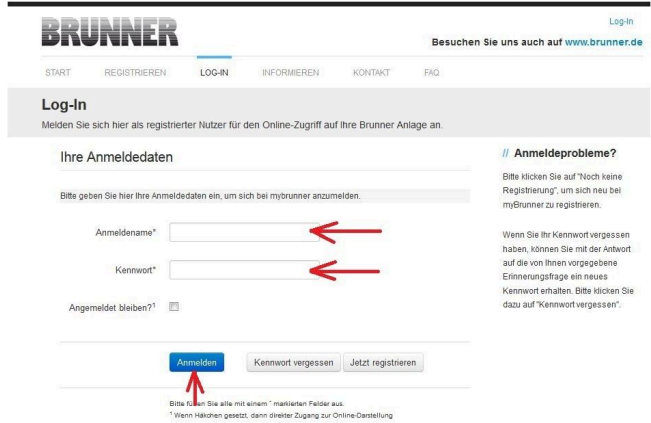 Log-In
BRUNNER
Besuchen Sie uns auch auf www.brunner.de
START REGISTRIEREN LOG-IN INFORMIEREN KONTAKT FAQ
Log-In
Melden Sie sich hier als registrierter Nutzer für den Online-Zugriff auf Ihre Brunner Anlage an.
Ihre Anmeldedaten
Bitte geben Sie hier Ihre Anmeldedaten ein, um sich bei mybrunner anzumelden.
Anmeldename*
Kennwort*
Angemeldet bleiben?¹
Anmelden Kennwort vergessen Jetzt registrieren
Bitte füllen Sie alle mit einem * markierten Felder aus.
¹ Wenn Häkchen gesetzt, dann direkter Zugang zur Online-Darstellung
// Anmeldeprobleme?
Bitte klicken Sie auf "Noch keine
Registrierung", um sich neu bei
myBrunner zu registrieren.
Wenn Sie Ihr Kennwort vergessen
haben, können Sie mit der Antwort
auf die von Ihnen vorgegebene
Erinnerungsfrage ein neues
Kennwort erhalten. Bitte klicken Sie
dazu auf "Kennwort vergessen".